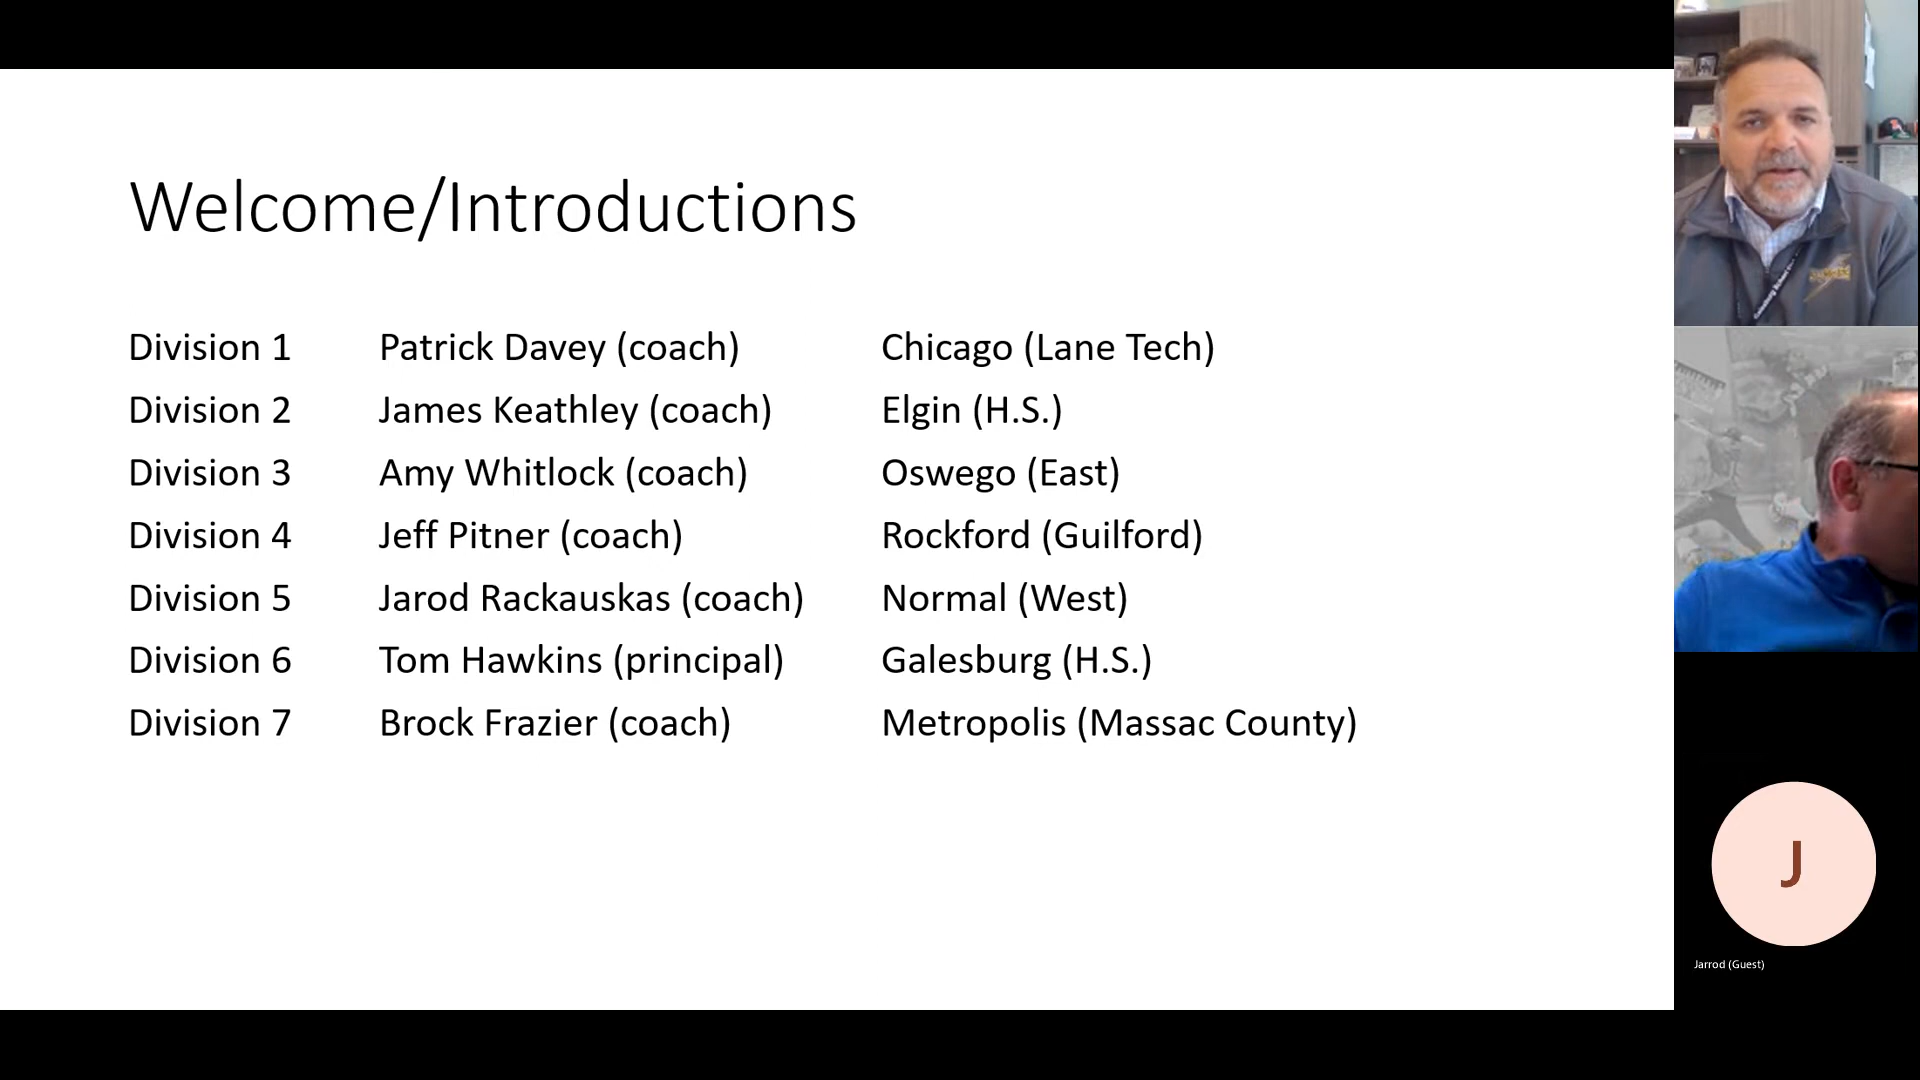 Welcome/Introductions
Division 1 Patrick Davey (coach) Chicago (Lane Tech)
Division 2 James Keathley (coach) Elgin (H.S.)
Division 3 Amy Whitlock (coach) Oswego (East)
Division 4 Jeff Pitner (coach) Rockford (Guilford)
Division 5 Jarod Rackauskas (coach) Normal (West)
Division 6 Tom Hawkins (principal) Galesburg (H.S.)
Division 7 Brock Frazier (coach) Metropolis (Massac County)
J
Jarrod (Guest)